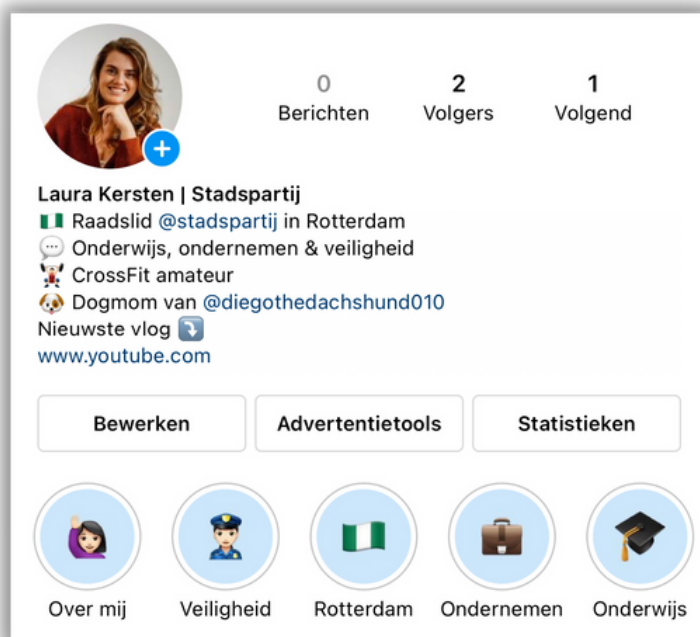 0 2 1
Berichten Volgers Volgend
Laura Kersten | Stadspartij
🇳🇬 Raadslid @stadspartij in Rotterdam
💬 Onderwijs, ondernemen & veiligheid
🏋🏻‍♀️ CrossFit amateur
🐶 Dogmom van @diegothedachshund010
Nieuwste vlog ⤵️
www.youtube.com
Bewerken Advertentietools Statistieken
Over mij Veiligheid Rotterdam Ondernemen Onderwijs